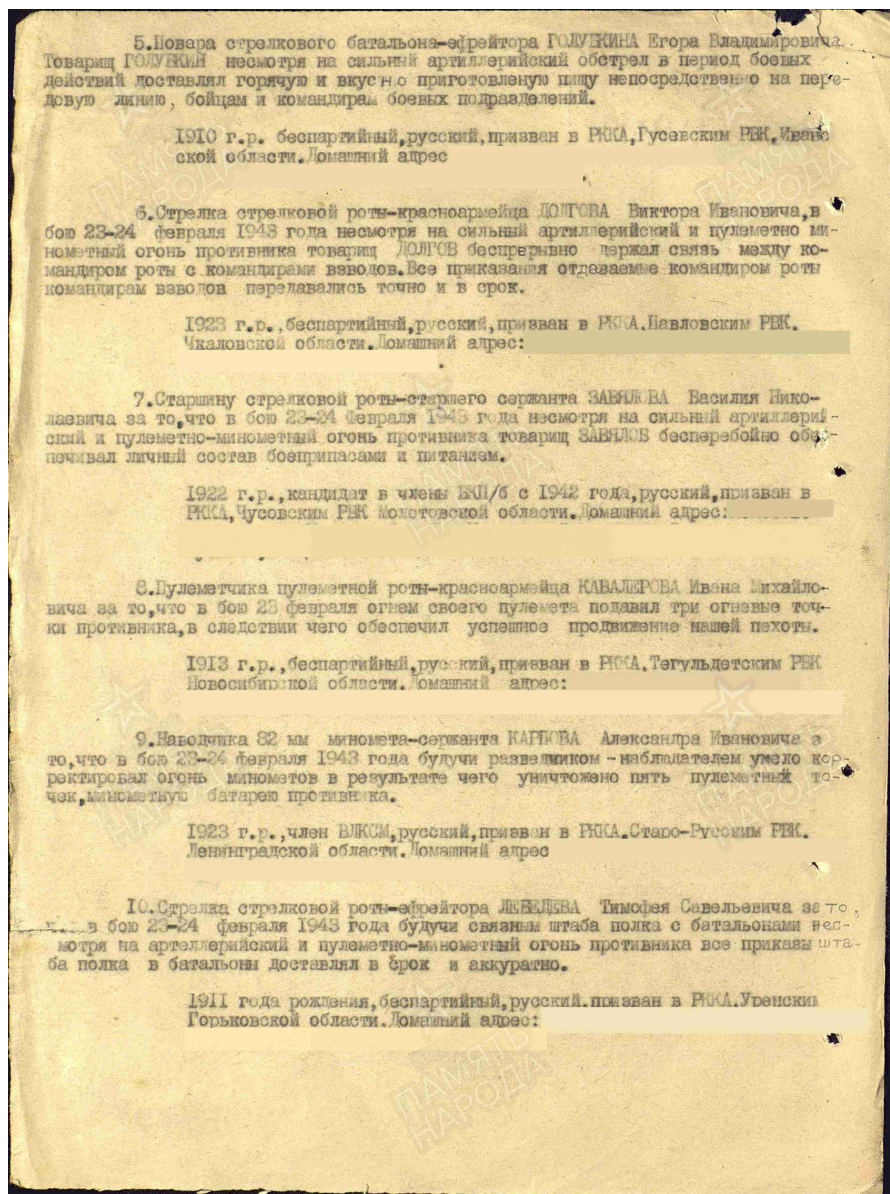 5.Повара стрелкового батальона-ефрейтора ГОЛУБКИНА Егора Владимировича.
Товарищ ГОЛУБКИН несмотря на сильный артиллерийский обстрел в период боевых
действий доставлял горячую и вкусно приготовленую пищу непосредственно на пере-
довую линию, бойцам и командирам боевых подразделений.
1910 г.р. беспартийный,русский,призван в РККА,Гусевским РВК,Ивано
ской области.Домашний адрес
6.Стрелка стрелковой роты-красноармейца ДОЛГОВА Виктора Ивановича,в
бою 23-24 февраля 1943 года несмотря на сильный артиллерийский и пулеметно ми-
нометный огонь противника товарищ ДОЛГОВ беспрерывно держал связь между ко-
мандиром роты с командирами взводов.Все приказания отдаваемые командиром роты
командирам взводов передавались точно и в срок.
1923 г.р.,беспартийный,русский,призван в РККА.Павловским РВК.
Чкаловской области.Домашний адрес:
7.Старшину стрелковой роты-старшего сержанта ЗАВЯЛОВА Василия Нико-
лаевича за то,что в бою 23-24 февраля 1943 года несмотря на сильный артиллерий-
ский и пулеметно-минометный огонь противника товарищ ЗАВЯЛОВ бесперебойно обес-
печивал личный состав боеприпасами и питанием.
1922 г.р.,кандидат в члены ВКП/б с 1942 года,русский,призван в
РККА,Чусовским РВК Молотовской области.Домашний адрес:
8.Пулеметчика пулеметной роты-красноармейца КАВАЛЕРОВА Ивана Михайло-
вича за то,что в бою 23 февраля огнем своего пулемета подавил три огневые точ-
ки противника,в следствии чего обеспечил успешное продвижение нашей пехоты.
1913 г.р.,беспартийный,русский,призван в РККА.Тегульдетским РВК
Новосибирской области.Домашний адрес:
9.Наводчика 82 мм миномета-сержанта КАРПОВА Александра Ивановича з
то,что в бою 23-24 февраля 1943 года будучи разведчиком-наблюдателем умело кор-
ректировал огонь минометов в результате чего уничтожено пять пулеметный то-
чек,минометную батарею противника.
1923 г.р.,член ВЛКСМ,русский,призван в РККА.Старо-Русским РВК.
Ленинградской области.Домашний адрес
10.Стрелка стрелковой роты-ефрейтора ЛЕБЕДЕВА Тимофея Савельевича за то,
в бою 23-24 февраля 1943 года будучи связным штаба полка с батальонами нес-
мотря на артеллерийский и пулеметно-минометный огонь противника все приказы шта-
ба полка в батальоны доставлял в срок и аккуратно.
1911 года рождения,беспартийный,русский.призван в РККА.Уренским
Горьковской области.Домашний адрес:
ПАМЯТЬ
НАРОДА